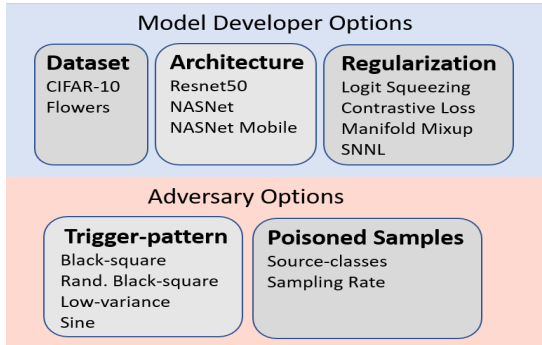 Model Developer Options
Dataset
CIFAR-10
Flowers
Architecture
Resnet50
NASNet
NASNet Mobile
Regularization
Logit Squeezing
Contrastive Loss
Manifold Mixup
SNNL
Adversary Options
Trigger-pattern
Black-square
Rand. Black-square
Low-variance
Sine
Poisoned Samples
Source-classes
Sampling Rate